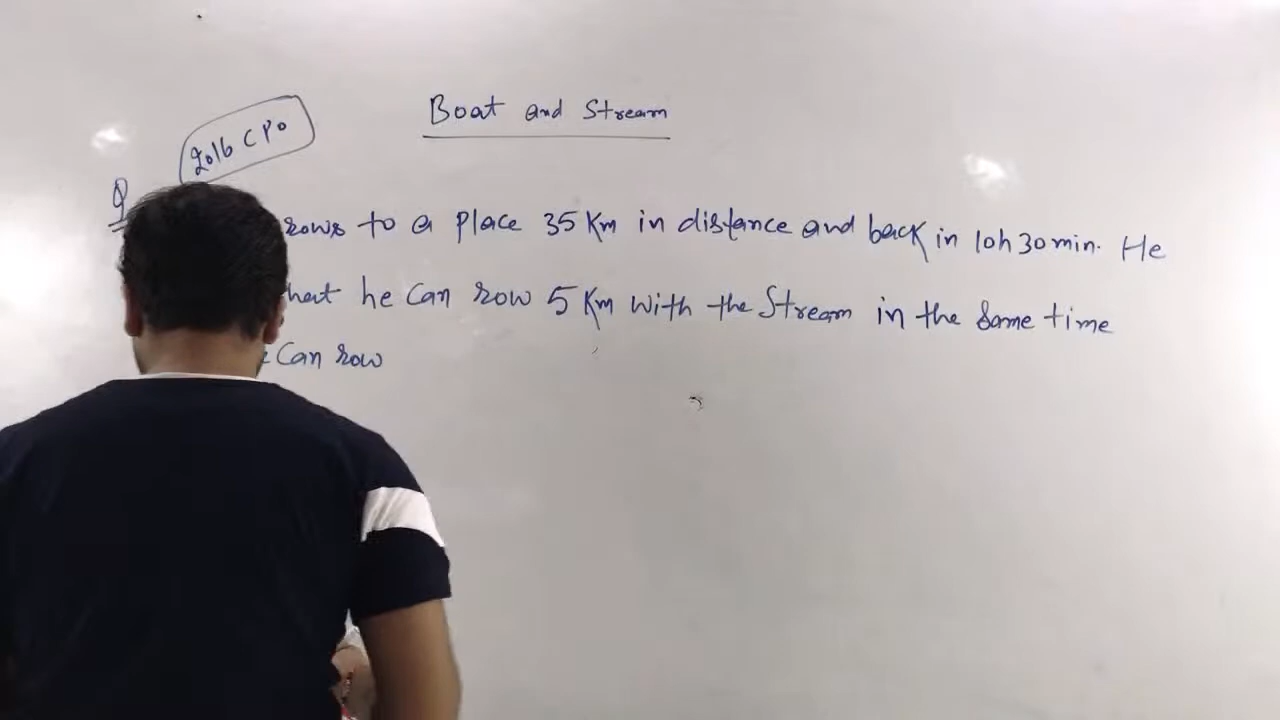 Boat and Stream
2016 CPO
Q rows to a place 35 Km in distance and back in 10h 30min. He
he can row 5 Km with the Stream in the Same time
Can row